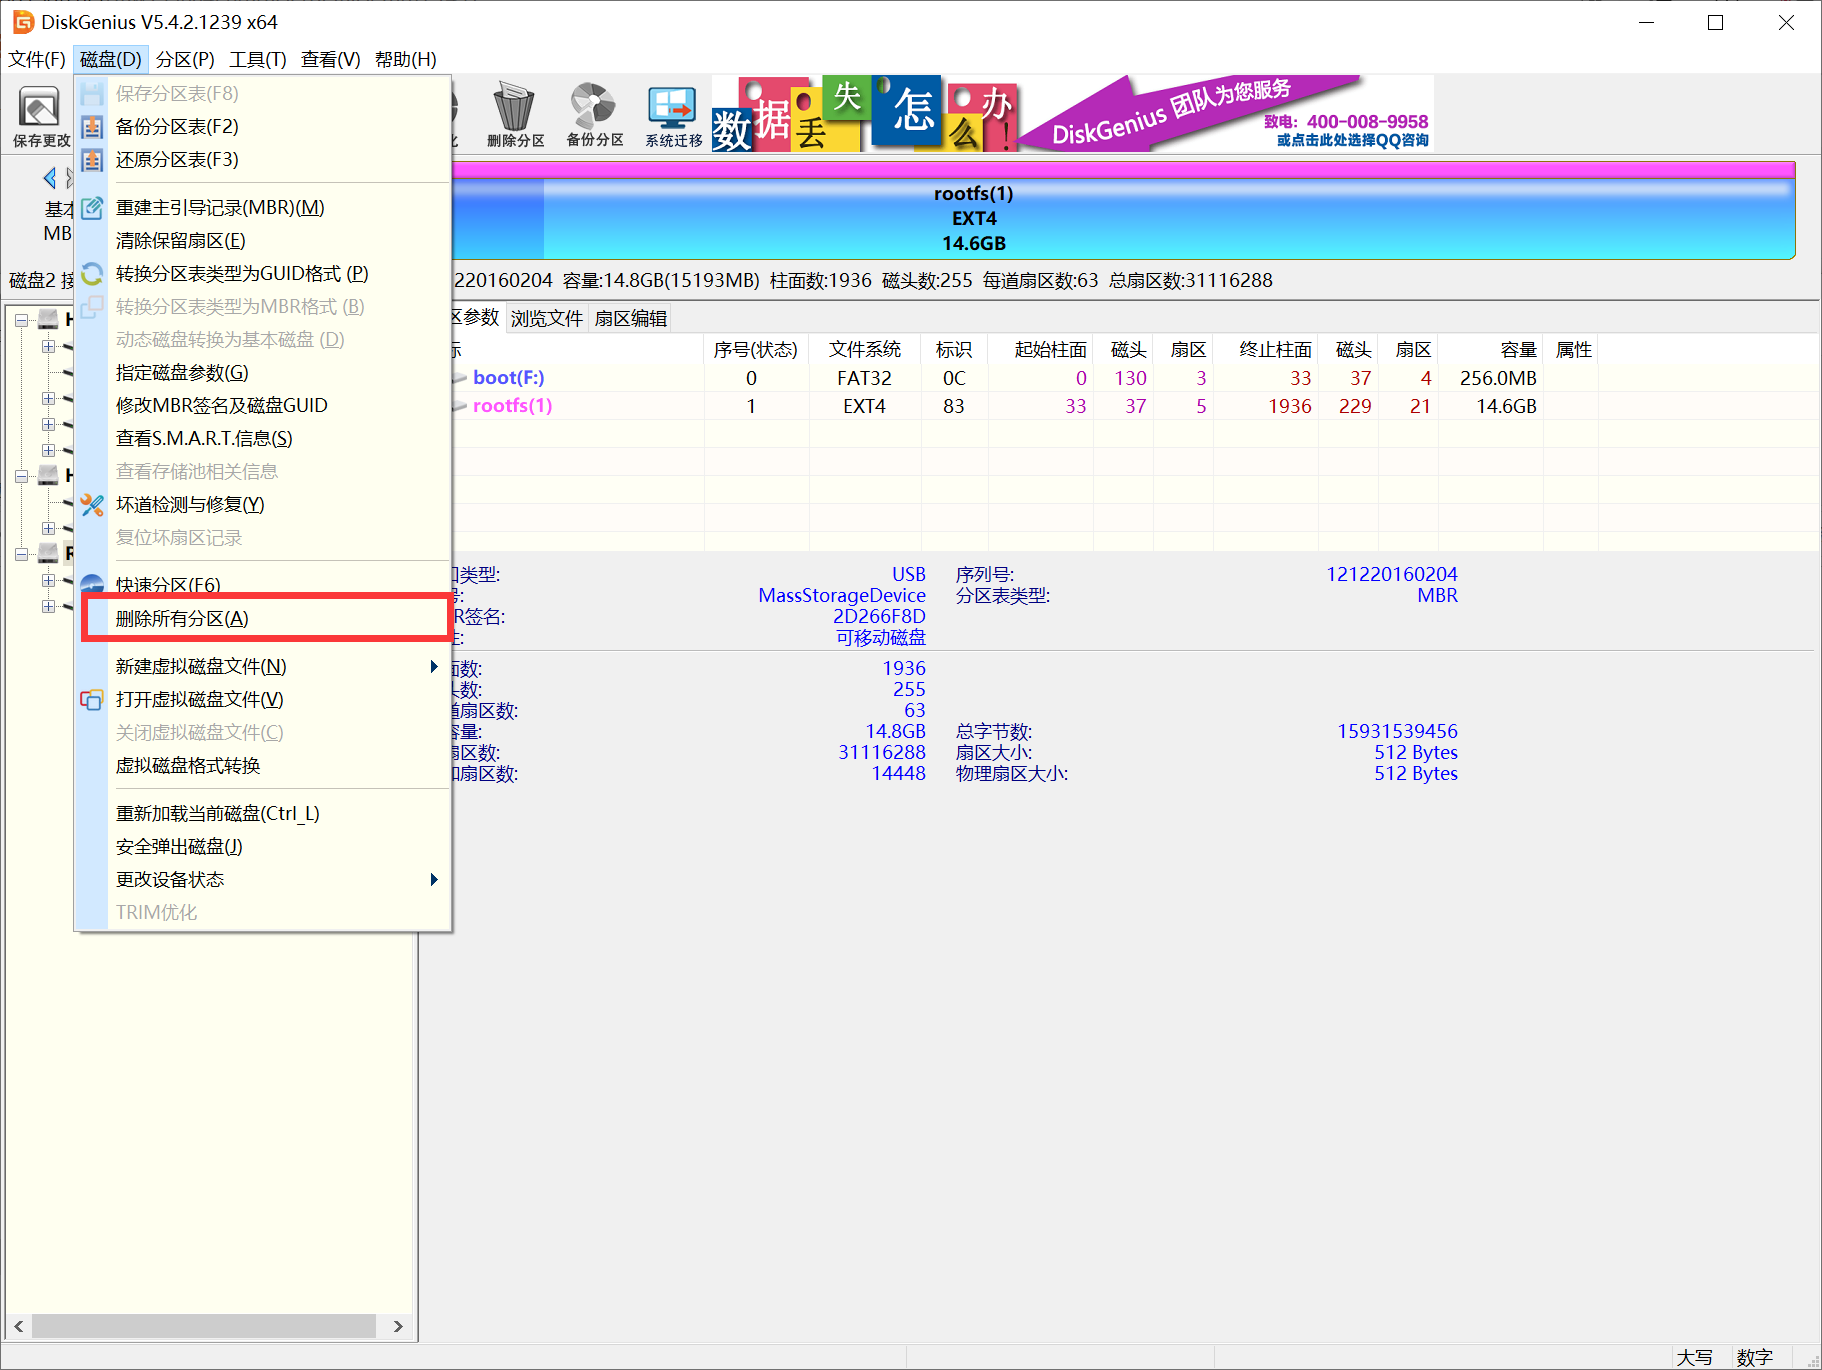 DiskGenius V5.4.2.1239 x64
文件(F) 磁盘(D) 分区(P) 工具(T) 查看(V) 帮助(H)
保存更改
删除分区
备份分区
系统迁移
数据丢失怎么办!
DiskGenius 团队为您服务
致电：400-008-9958
或点击此处选择QQ咨询
保存分区表(F8)
备份分区表(F2)
还原分区表(F3)
重建主引导记录(MBR)(M)
清除保留扇区(E)
转换分区表类型为GUID格式 (P)
转换分区表类型为MBR格式 (B)
动态磁盘转换为基本磁盘 (D)
指定磁盘参数(G)
修改MBR签名及磁盘GUID
查看S.M.A.R.T.信息(S)
查看存储池相关信息
坏道检测与修复(Y)
复位坏扇区记录
快速分区(F6)
删除所有分区(A)
新建虚拟磁盘文件(N)
打开虚拟磁盘文件(V)
关闭虚拟磁盘文件(C)
虚拟磁盘格式转换
重新加载当前磁盘(Ctrl_L)
安全弹出磁盘(J)
更改设备状态
TRIM优化
基本
MB
rootfs(1)
EXT4
14.6GB
磁盘2 接
220160204 容量:14.8GB(15193MB) 柱面数:1936 磁头数:255 每道扇区数:63 总扇区数:31116288
区参数 浏览文件 扇区编辑
标 序号(状态) 文件系统 标识 起始柱面 磁头 扇区 终止柱面 磁头 扇区 容量 属性
boot(F:) 0 FAT32 0C 0 130 3 33 37 4 256.0MB
rootfs(1) 1 EXT4 83 33 37 5 1936 229 21 14.6GB
类型: USB 序列号: 121220160204
号: MassStorageDevice 分区表类型: MBR
R签名: 2D266F8D
可移动磁盘
面数: 1936
头数: 255
道扇区数: 63
容量: 14.8GB 总字节数: 15931539456
扇区数: 31116288 扇区大小: 512 Bytes
扇区数: 14448 物理扇区大小: 512 Bytes
大写 数字